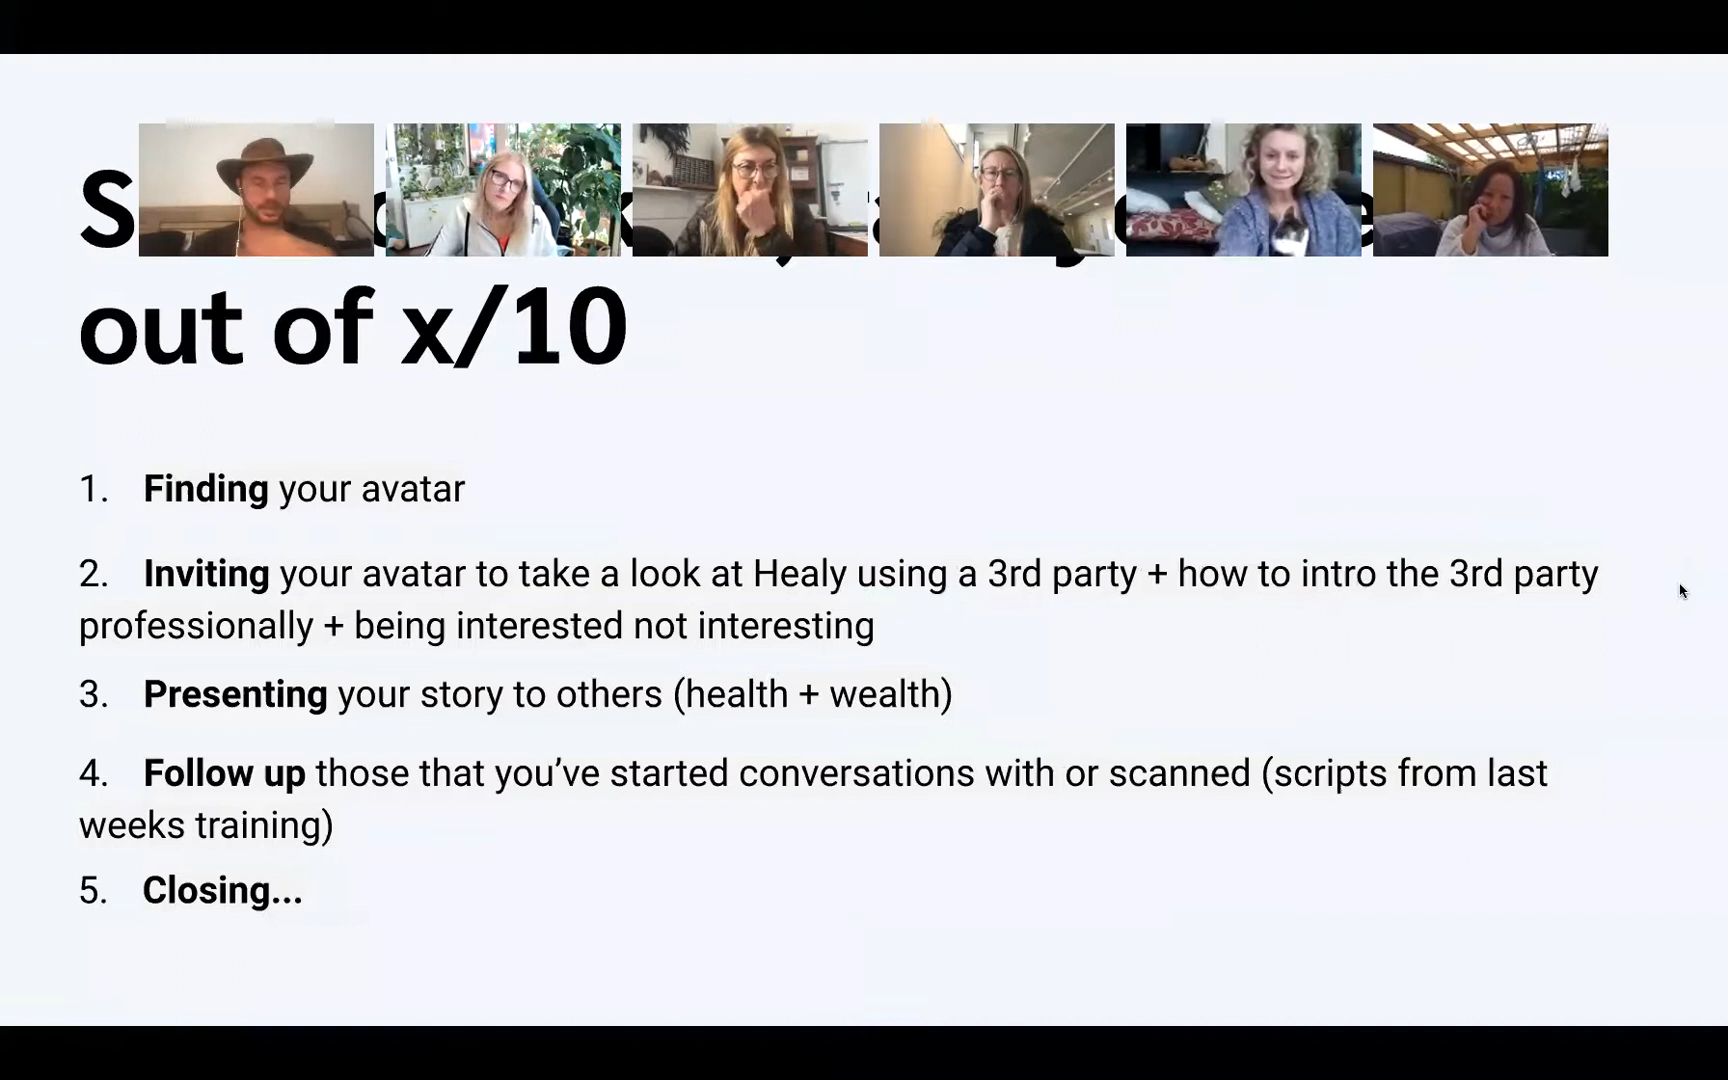 out of x/10
1. Finding your avatar
2. Inviting your avatar to take a look at Healy using a 3rd party + how to intro the 3rd party
professionally + being interested not interesting
3. Presenting your story to others (health + wealth)
4. Follow up those that you’ve started conversations with or scanned (scripts from last
weeks training)
5. Closing...